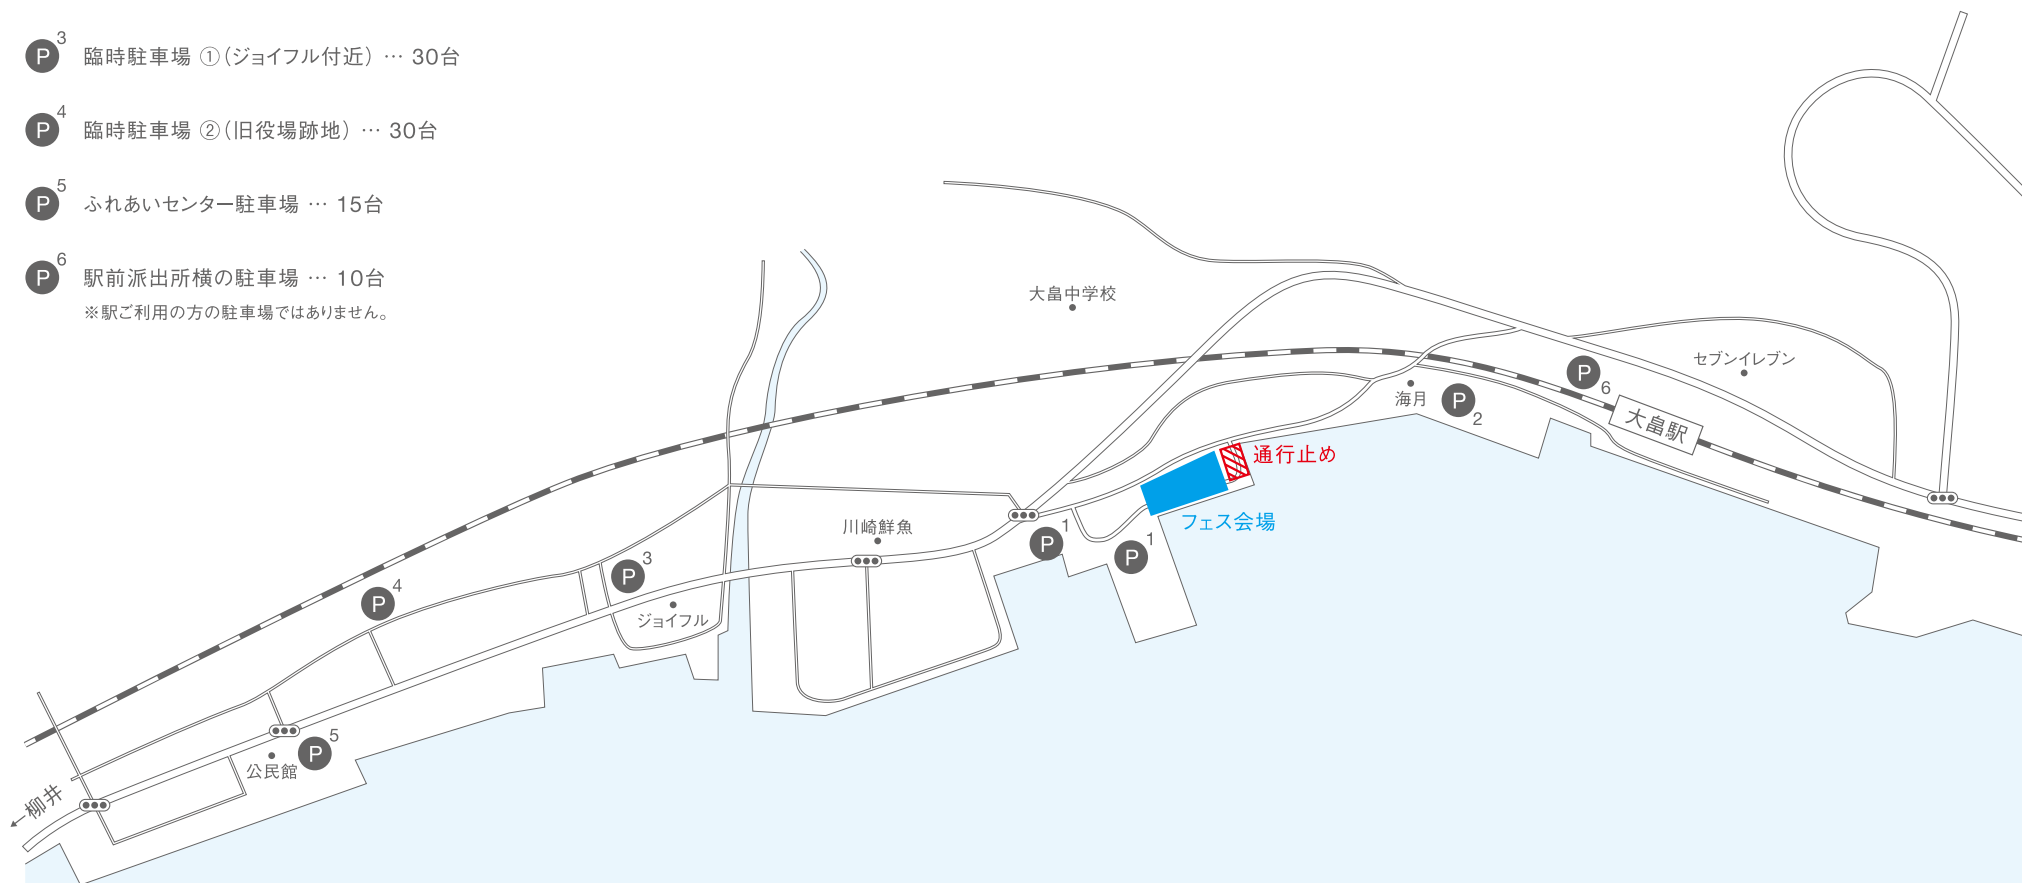 P3 臨時駐車場 ①(ジョイフル付近) … 30台
P4 臨時駐車場 ②(旧役場跡地) … 30台
P5 ふれあいセンター駐車場 … 15台
P6 駅前派出所横の駐車場 … 10台
※駅ご利用の方の駐車場ではありません。
大畠中学校
セブンイレブン
P6
海月
P2
大畠駅
通行止め
フェス会場
川崎鮮魚
P1
P1
P3
ジョイフル
P4
P5
公民館
←柳井